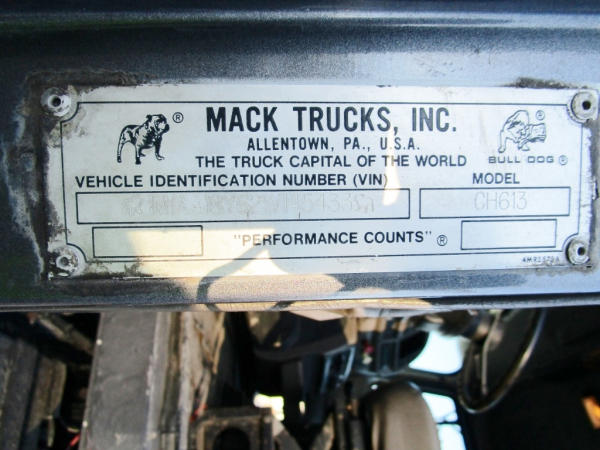 MACK TRUCKS, INC.
ALLENTOWN, PA., U.S.A.
THE TRUCK CAPITAL OF THE WORLD
BULL DOG ®
VEHICLE IDENTIFICATION NUMBER (VIN) MODEL
CH613
"PERFORMANCE COUNTS" ®